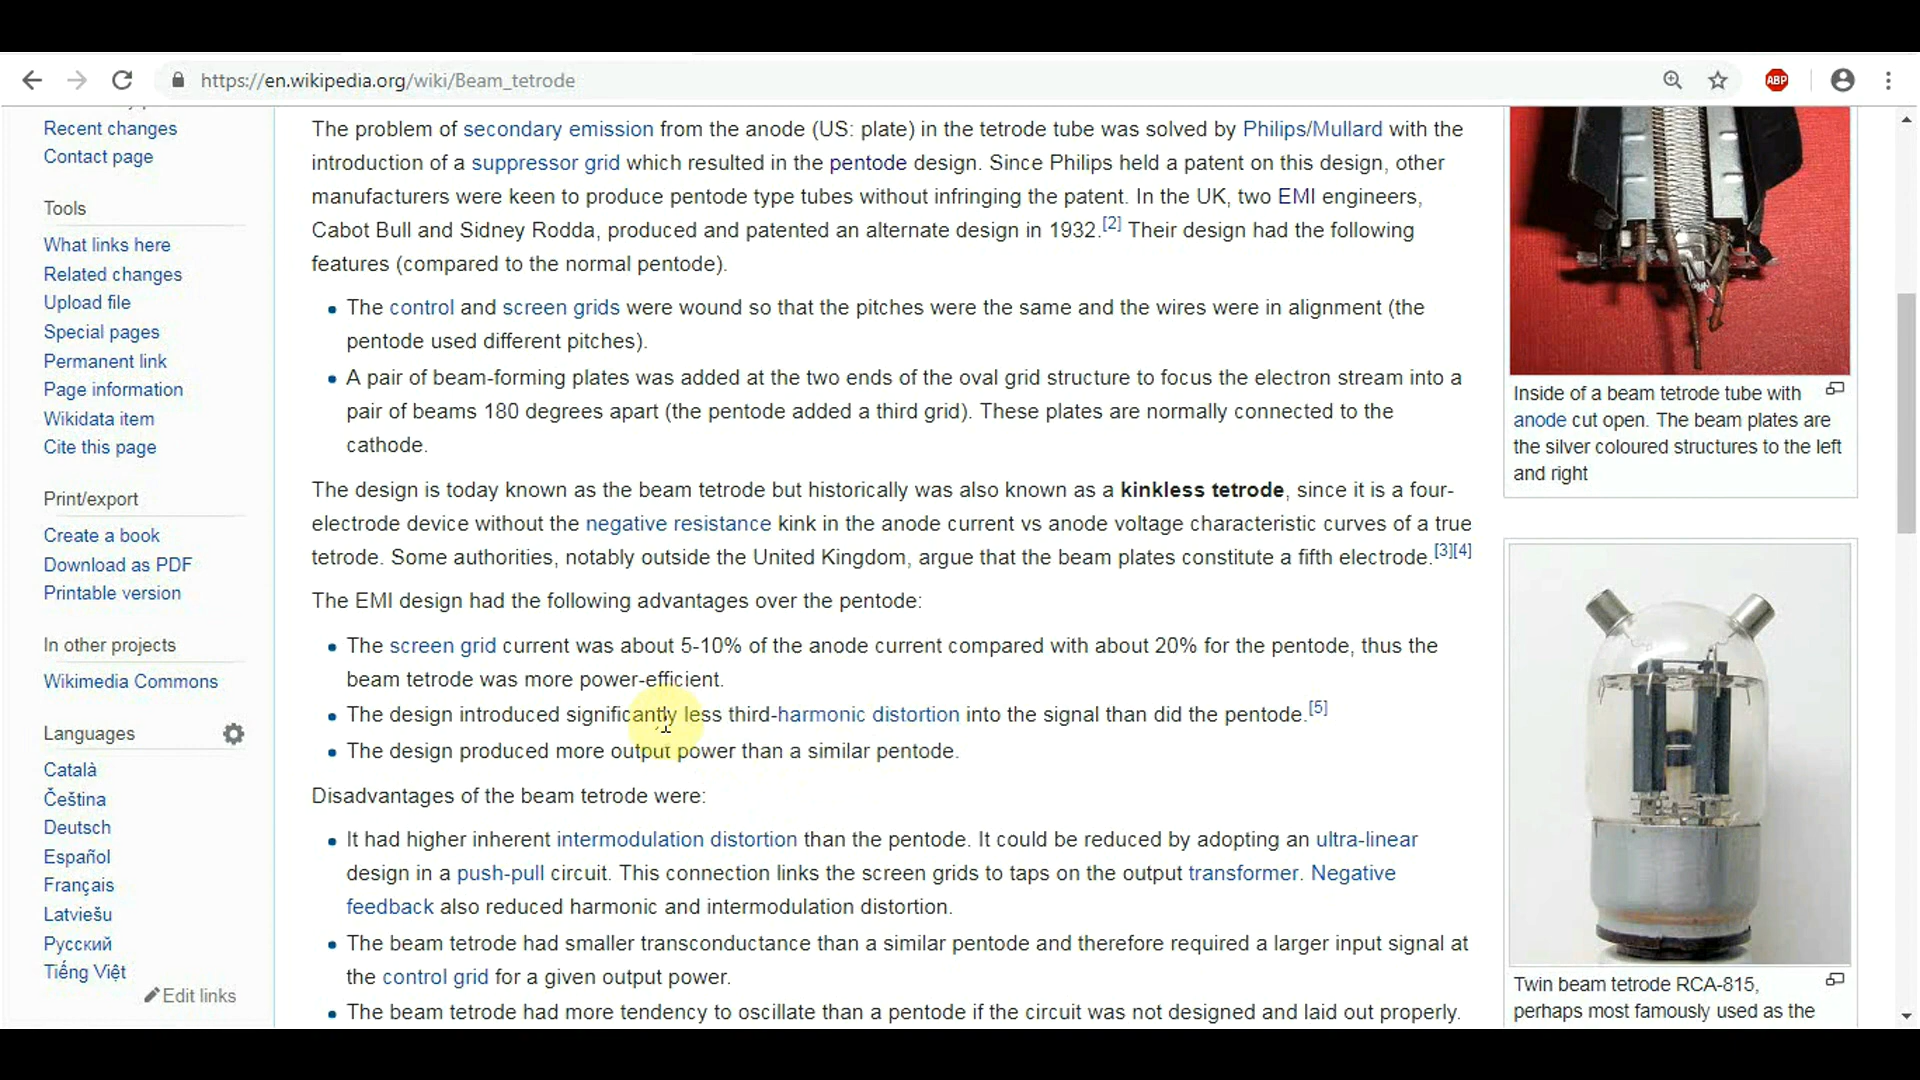 https://en.wikipedia.org/wiki/Beam_tetrode
ABP
Recent changes
Contact page
Tools
What links here
Related changes
Upload file
Special pages
Permanent link
Page information
Wikidata item
Cite this page
Print/export
Create a book
Download as PDF
Printable version
In other projects
Wikimedia Commons
Languages
Català
Čeština
Deutsch
Español
Français
Latviešu
Русский
Tiếng Việt
Edit links
The problem of secondary emission from the anode (US: plate) in the tetrode tube was solved by Philips/Mullard with the
introduction of a suppressor grid which resulted in the pentode design. Since Philips held a patent on this design, other
manufacturers were keen to produce pentode type tubes without infringing the patent. In the UK, two EMI engineers,
Cabot Bull and Sidney Rodda, produced and patented an alternate design in 1932.[2] Their design had the following
features (compared to the normal pentode).
The control and screen grids were wound so that the pitches were the same and the wires were in alignment (the
pentode used different pitches).
A pair of beam-forming plates was added at the two ends of the oval grid structure to focus the electron stream into a
pair of beams 180 degrees apart (the pentode added a third grid). These plates are normally connected to the
cathode.
The design is today known as the beam tetrode but historically was also known as a kinkless tetrode, since it is a four-
electrode device without the negative resistance kink in the anode current vs anode voltage characteristic curves of a true
tetrode. Some authorities, notably outside the United Kingdom, argue that the beam plates constitute a fifth electrode.[3][4]
The EMI design had the following advantages over the pentode:
The screen grid current was about 5-10% of the anode current compared with about 20% for the pentode, thus the
beam tetrode was more power-efficient.
The design introduced significantly less third-harmonic distortion into the signal than did the pentode.[5]
The design produced more output power than a similar pentode.
Disadvantages of the beam tetrode were:
It had higher inherent intermodulation distortion than the pentode. It could be reduced by adopting an ultra-linear
design in a push-pull circuit. This connection links the screen grids to taps on the output transformer. Negative
feedback also reduced harmonic and intermodulation distortion.
The beam tetrode had smaller transconductance than a similar pentode and therefore required a larger input signal at
the control grid for a given output power.
The beam tetrode had more tendency to oscillate than a pentode if the circuit was not designed and laid out properly.
Inside of a beam tetrode tube with
anode cut open. The beam plates are
the silver coloured structures to the left
and right
Twin beam tetrode RCA-815,
perhaps most famously used as the